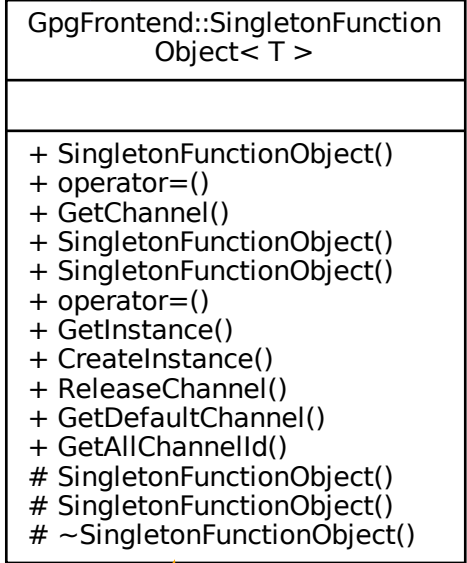 GpgFrontend::SingletonFunction
Object< T >
+ SingletonFunctionObject()
+ operator=()
+ GetChannel()
+ SingletonFunctionObject()
+ SingletonFunctionObject()
+ operator=()
+ GetInstance()
+ CreateInstance()
+ ReleaseChannel()
+ GetDefaultChannel()
+ GetAllChannelId()
# SingletonFunctionObject()
# SingletonFunctionObject()
# ~SingletonFunctionObject()